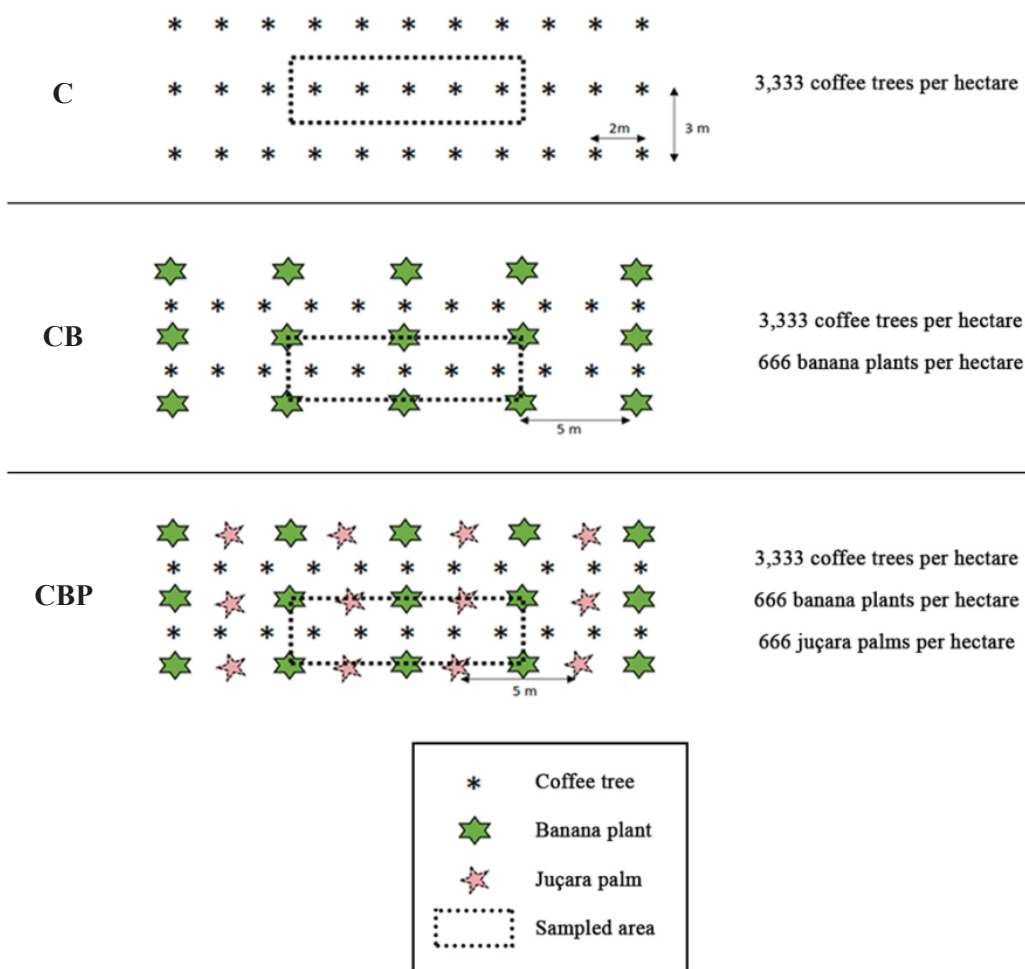 C
3,333 coffee trees per hectare
2m
3 m
CB
3,333 coffee trees per hectare
666 banana plants per hectare
5 m
CBP
3,333 coffee trees per hectare
666 banana plants per hectare
666 juçara palms per hectare
5 m
Coffee tree
Banana plant
Juçara palm
Sampled area